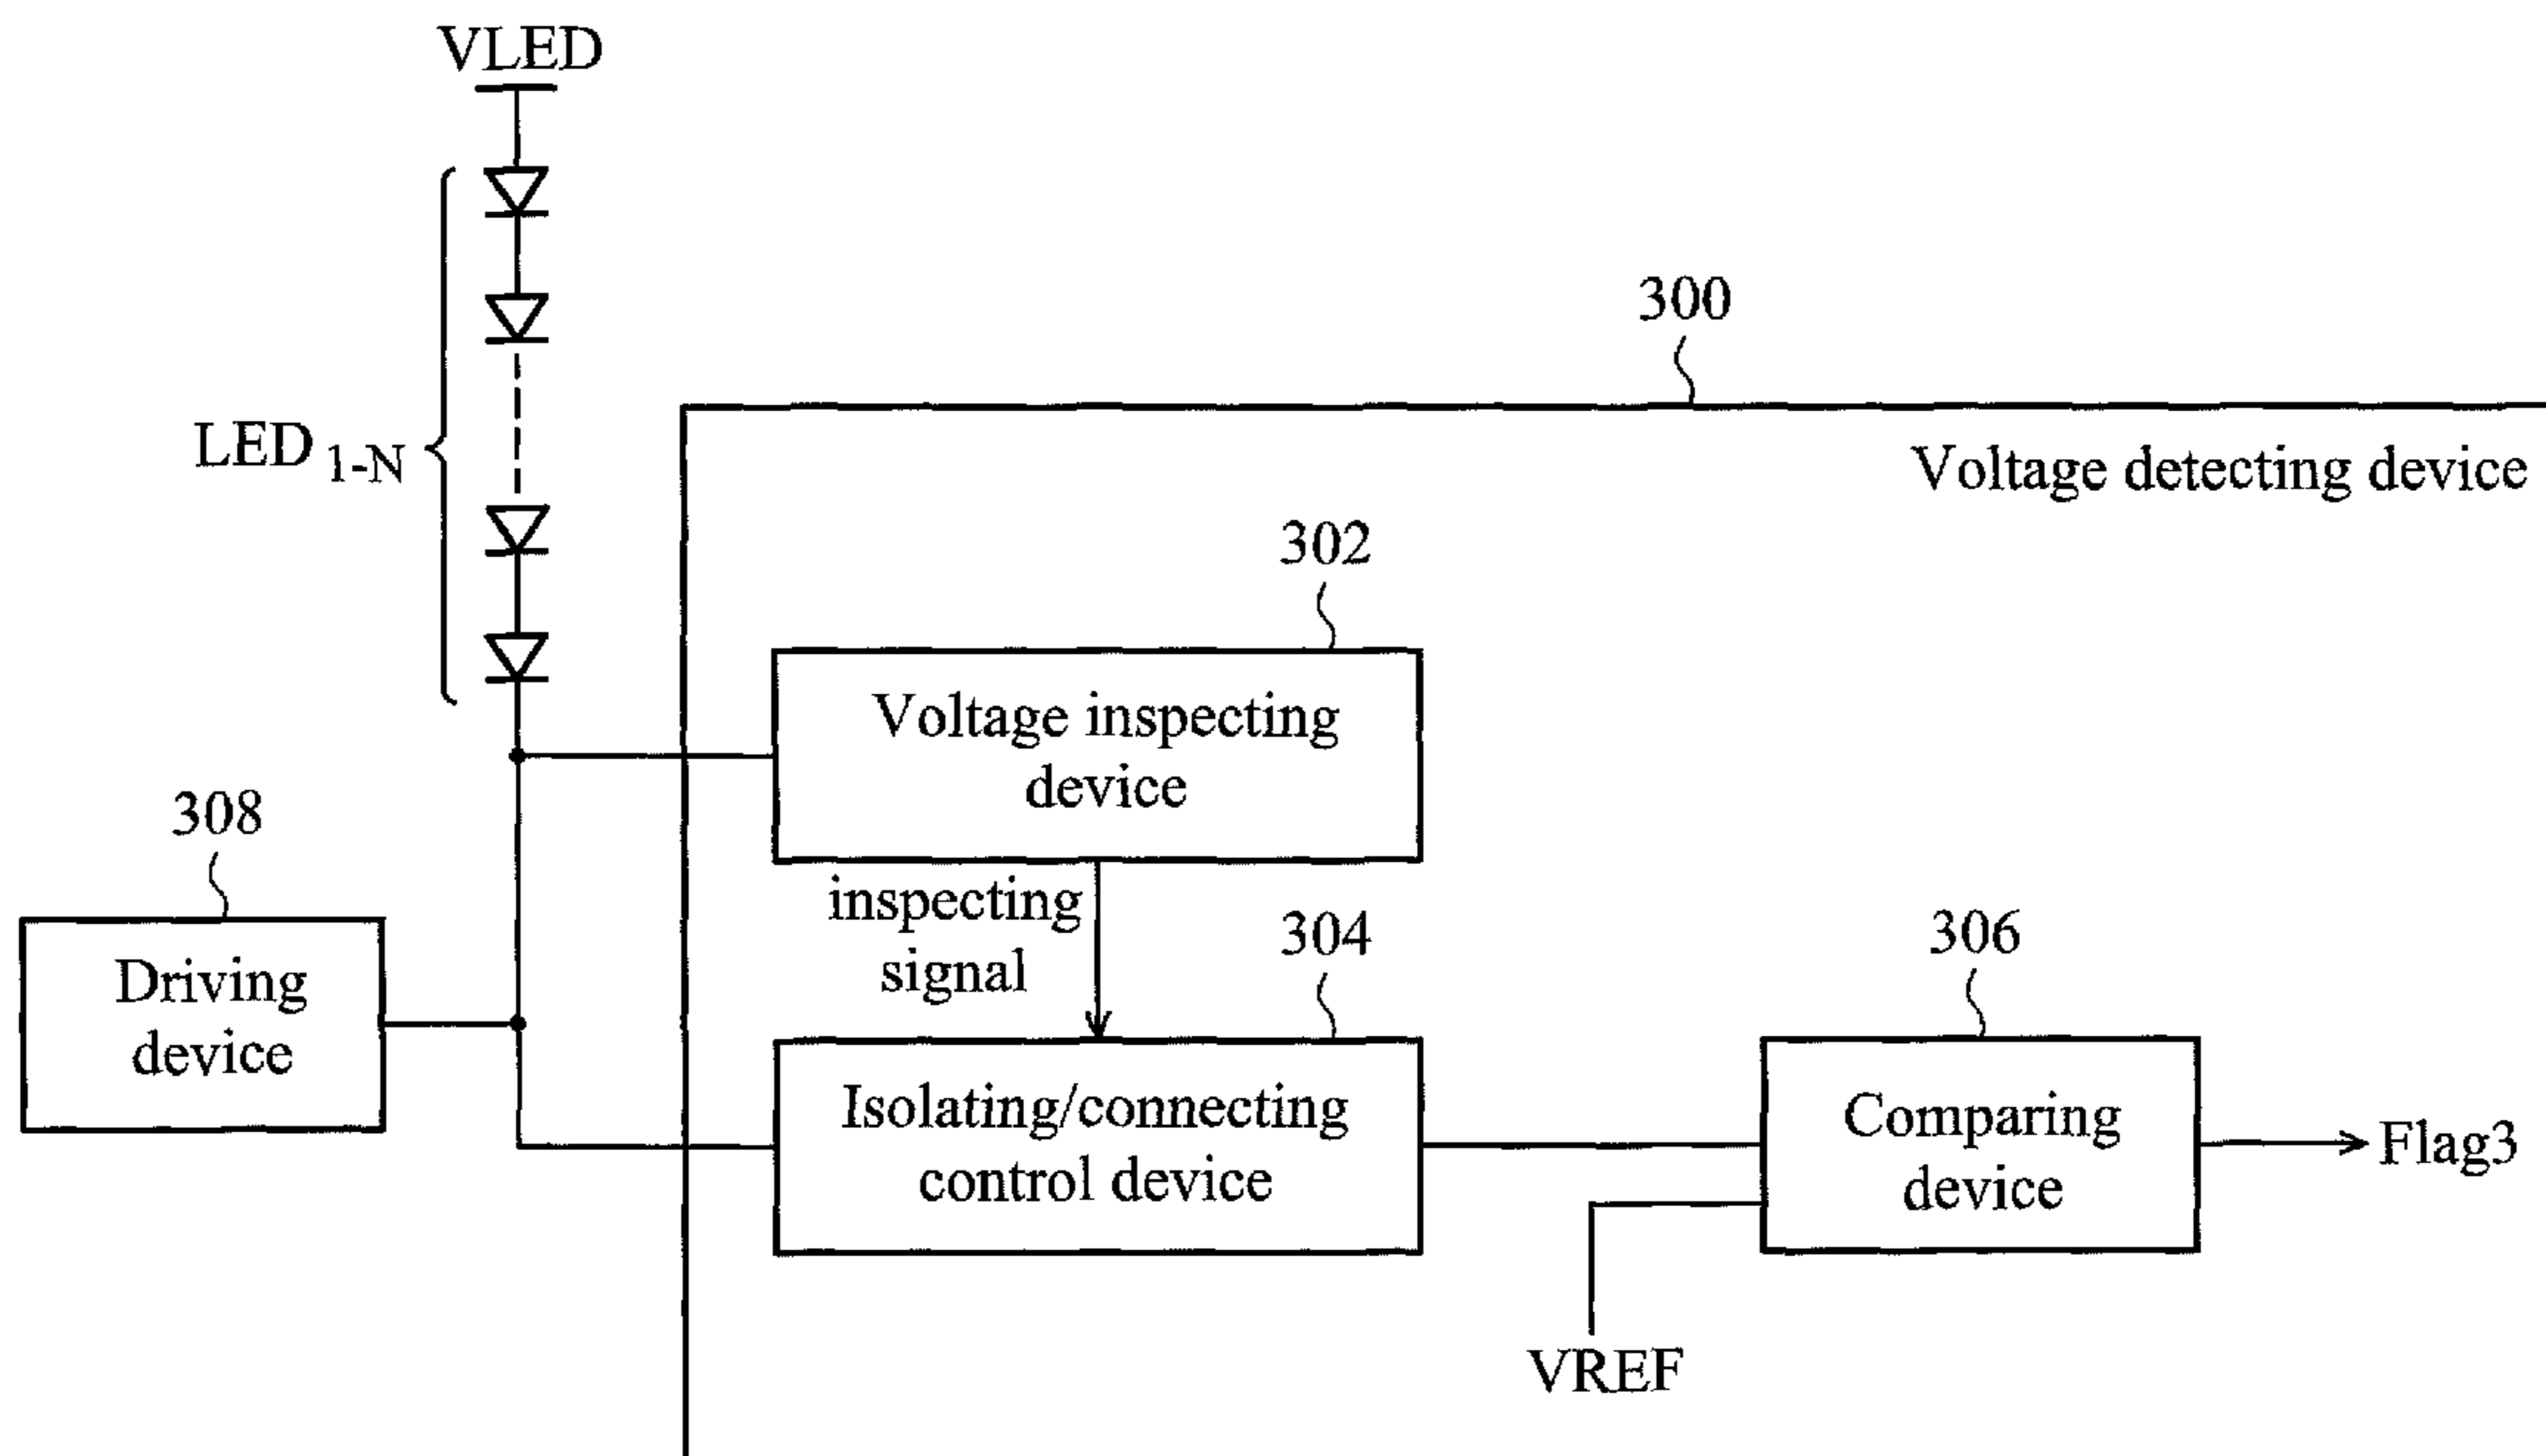 VLED
LED 1-N
300
Voltage detecting device
302
Voltage inspecting
device
inspecting
signal
308
Driving
device
304
Isolating/connecting
control device
306
Comparing
device
Flag3
VREF